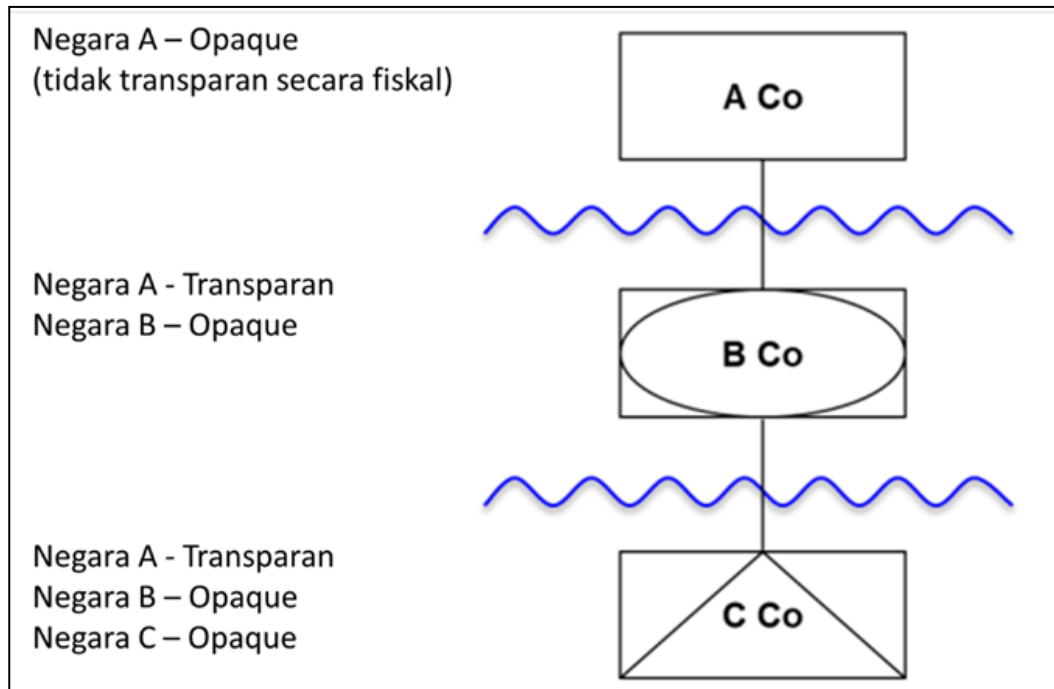 Negara A – Opaque
(tidak transparan secara fiskal)
A Co
Negara A - Transparan
Negara B – Opaque
B Co
Negara A - Transparan
Negara B – Opaque
Negara C – Opaque
C Co